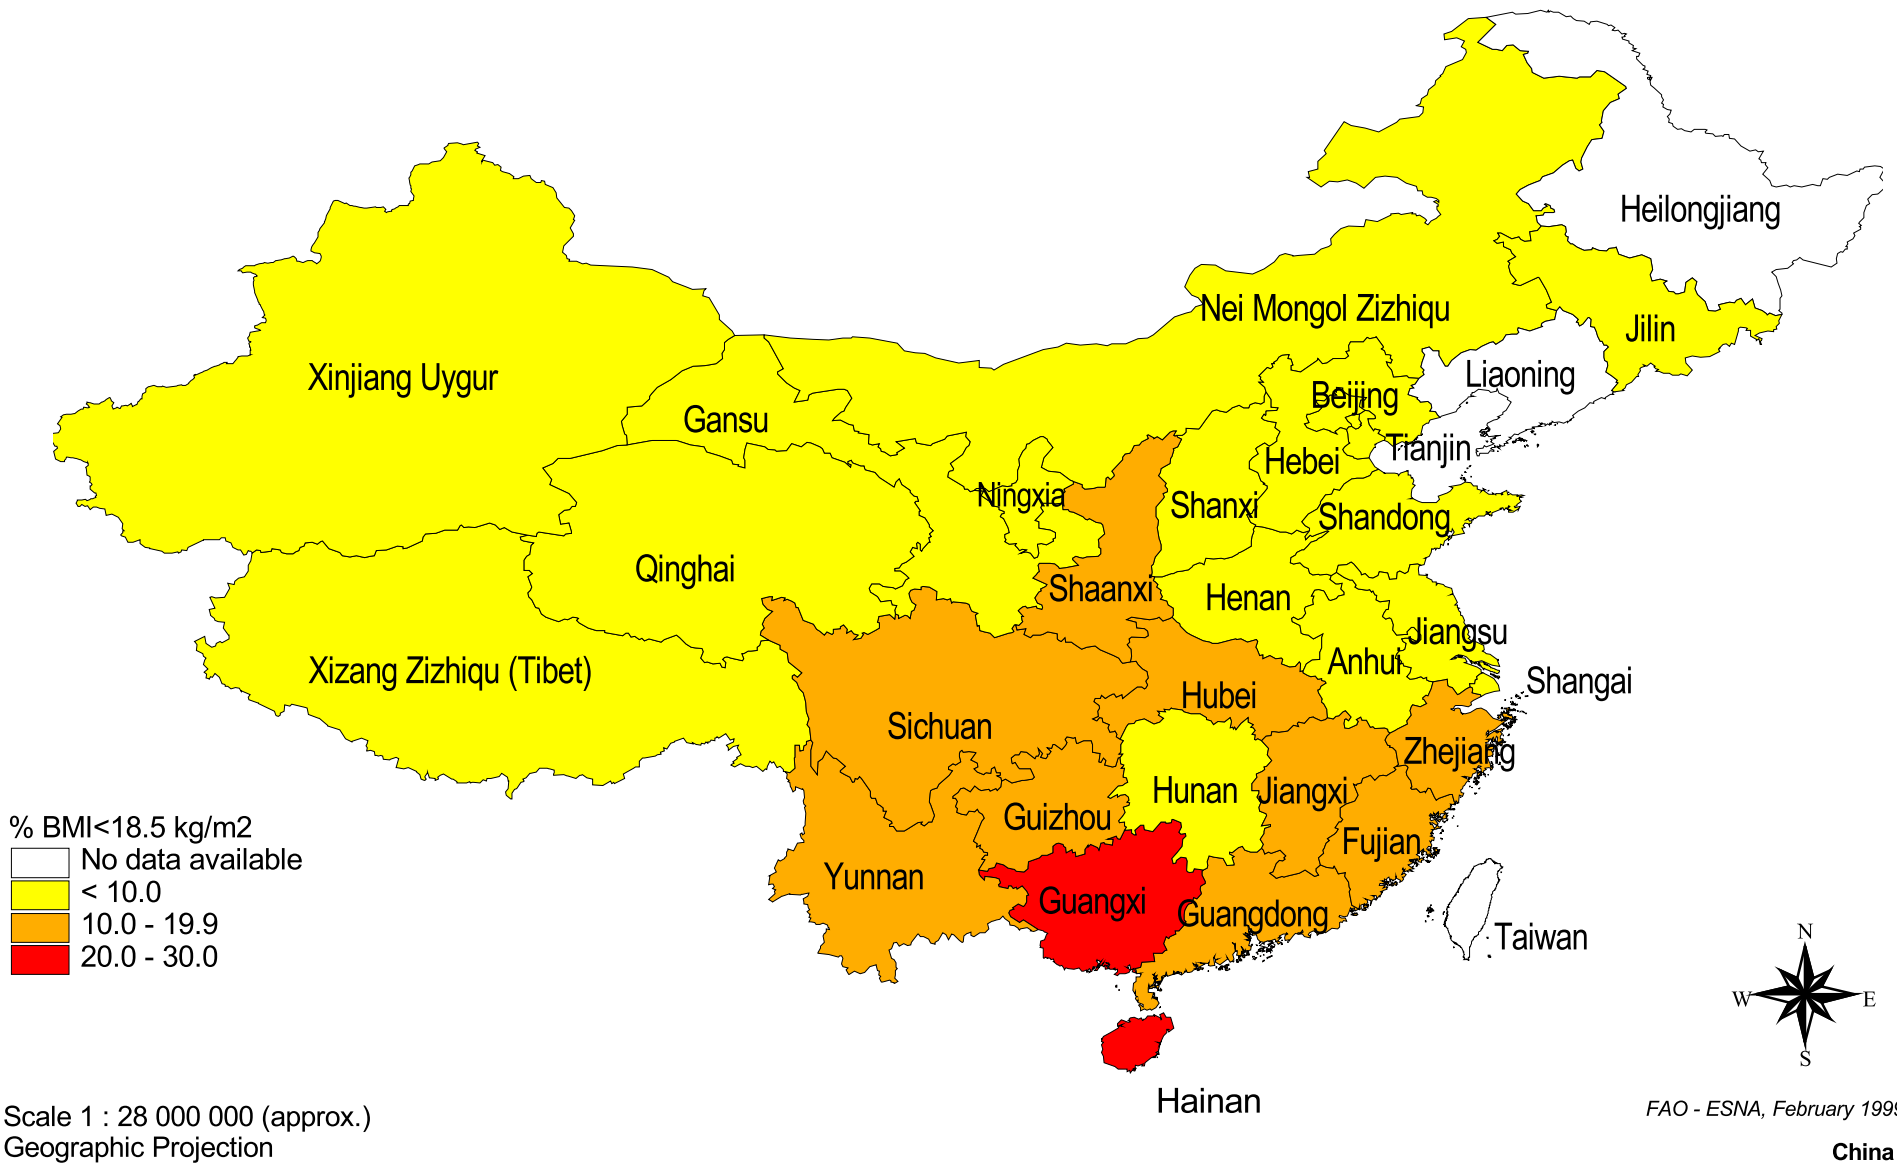 Heilongjiang
Nei Mongol Zizhiqu
Jilin
Liaoning
Xinjiang Uygur
Beijing
Gansu
Tianjin
Hebei
Ningxia
Shanxi
Shandong
Qinghai
Shaanxi
Henan
Jiangsu
Anhui
Xizang Zizhiqu (Tibet)
Shangai
Hubei
Sichuan
Zhejiang
Hunan
Jiangxi
Guizhou
Fujian
Yunnan
Guangxi
Guangdong
Taiwan
Hainan
% BMI<18.5 kg/m2
No data available
< 10.0
10.0 - 19.9
20.0 - 30.0
N
W
E
S
Scale 1 : 28 000 000 (approx.)
Geographic Projection
FAO - ESNA, February 1999
China